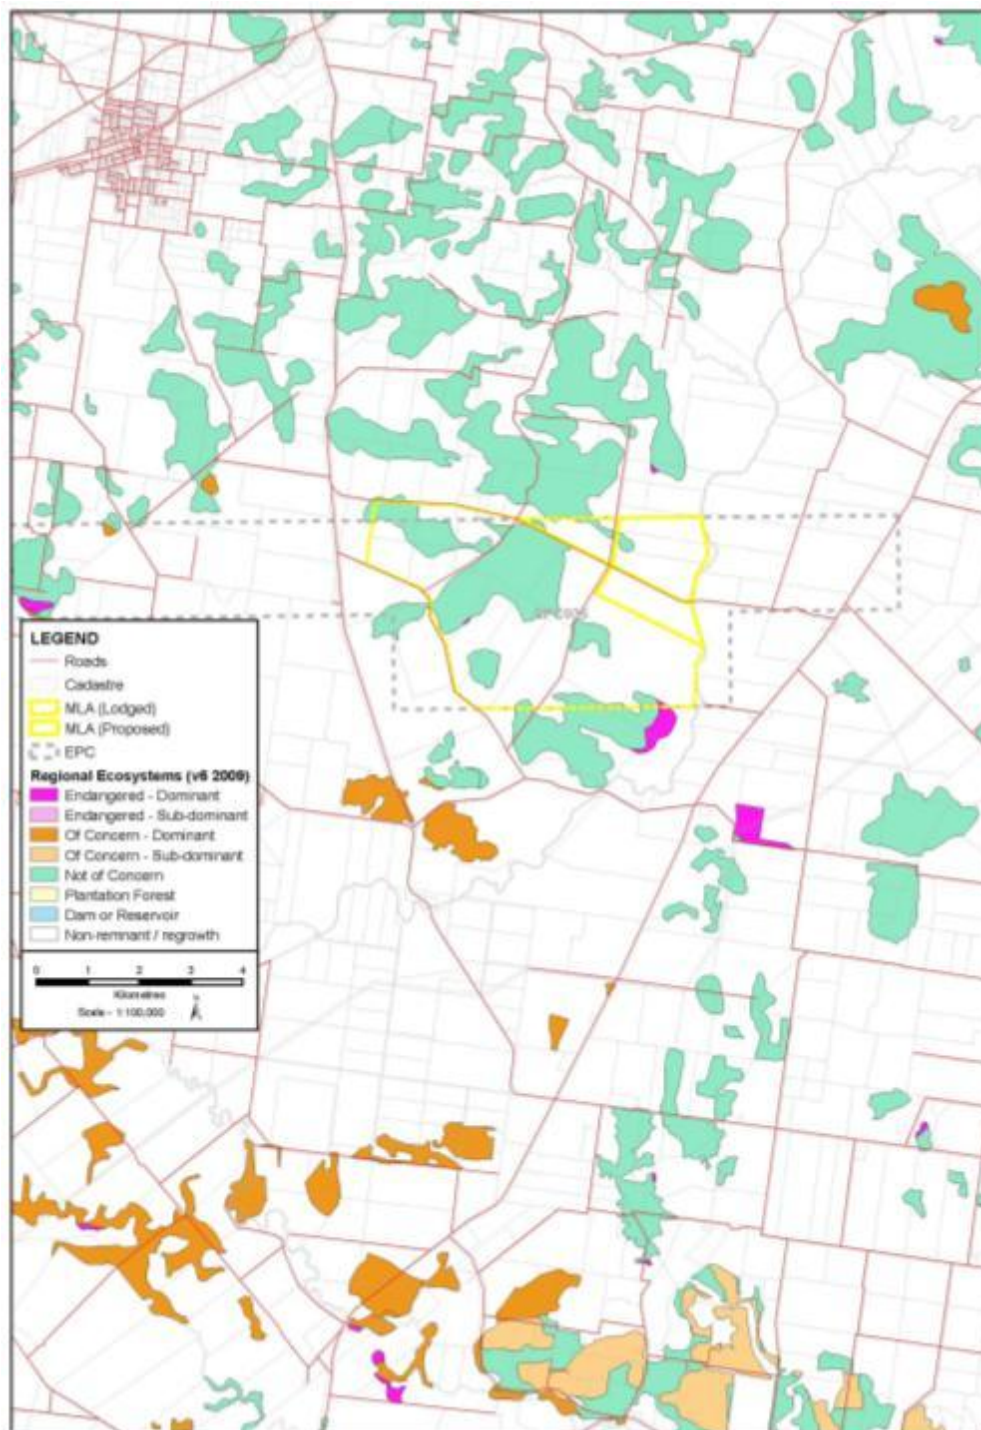 LEGEND
Roads
Cadastre
MLA (Lodged)
MLA (Proposed)
EPC
Regional Ecosystems (v6 2009)
Endangered - Dominant
Endangered - Sub-dominant
Of Concern - Dominant
Of Concern - Sub-dominant
Not of Concern
Plantation Forest
Dam or Reservoir
Non-remnant / regrowth
0 1 2 3 4
Kilometres
Scale - 1:100,000